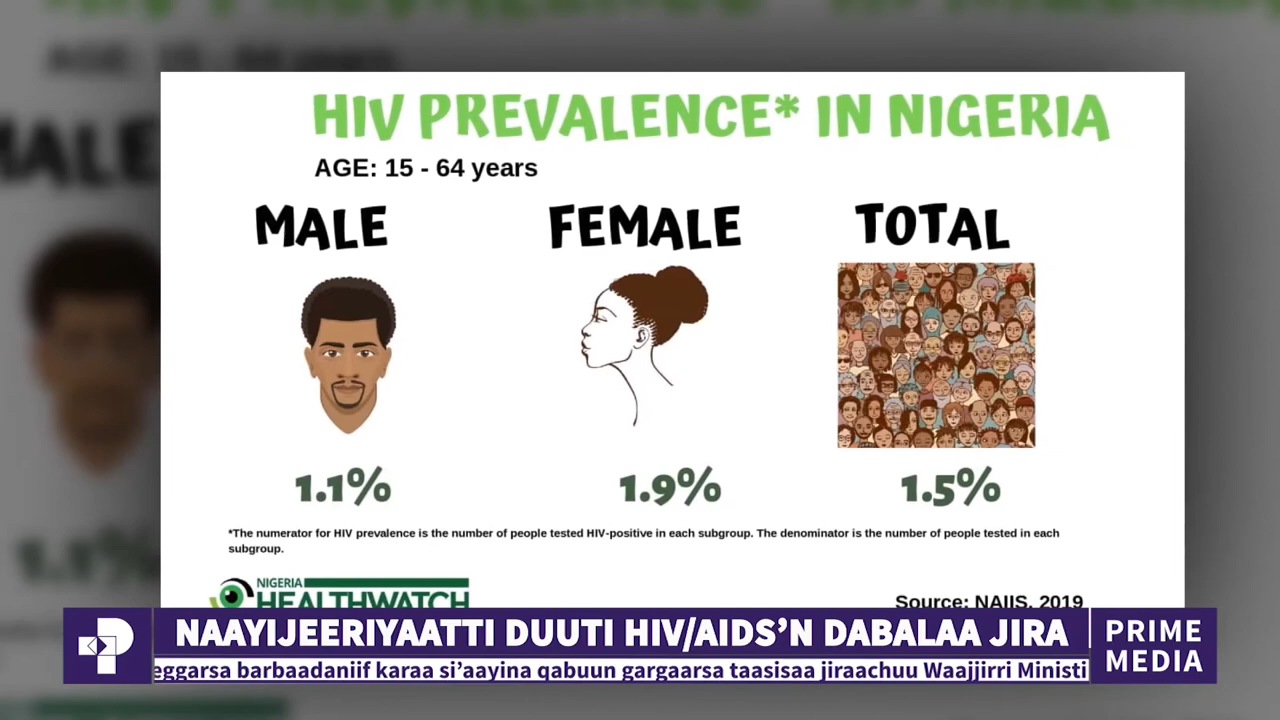 HIV PREVALENCE* IN NIGERIA
AGE: 15 - 64 years
MALE
FEMALE
TOTAL
1.1%
1.9%
1.5%
*The numerator for HIV prevalence is the number of people tested HIV-positive in each subgroup. The denominator is the number of people tested in each
subgroup.
NIGERIA
HEALTHWATCH
Source: NAIIS, 2019
NAAYIJEERIYAATTI DUUTI HIV/AIDS’N DABALAA JIRA
eggarsa barbaadaniif karaa si’aayina qabuun gargaarsa taasisaa jiraachuu Waajjirri Ministi
PRIME
MEDIA